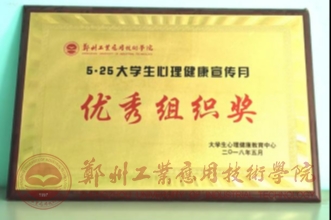 郑州工业应用技术学院
5·25大学生心理健康宣传月
优秀组织奖
大学生心理健康教育中心
二〇一八年五月
鄭州工業應用技術學院